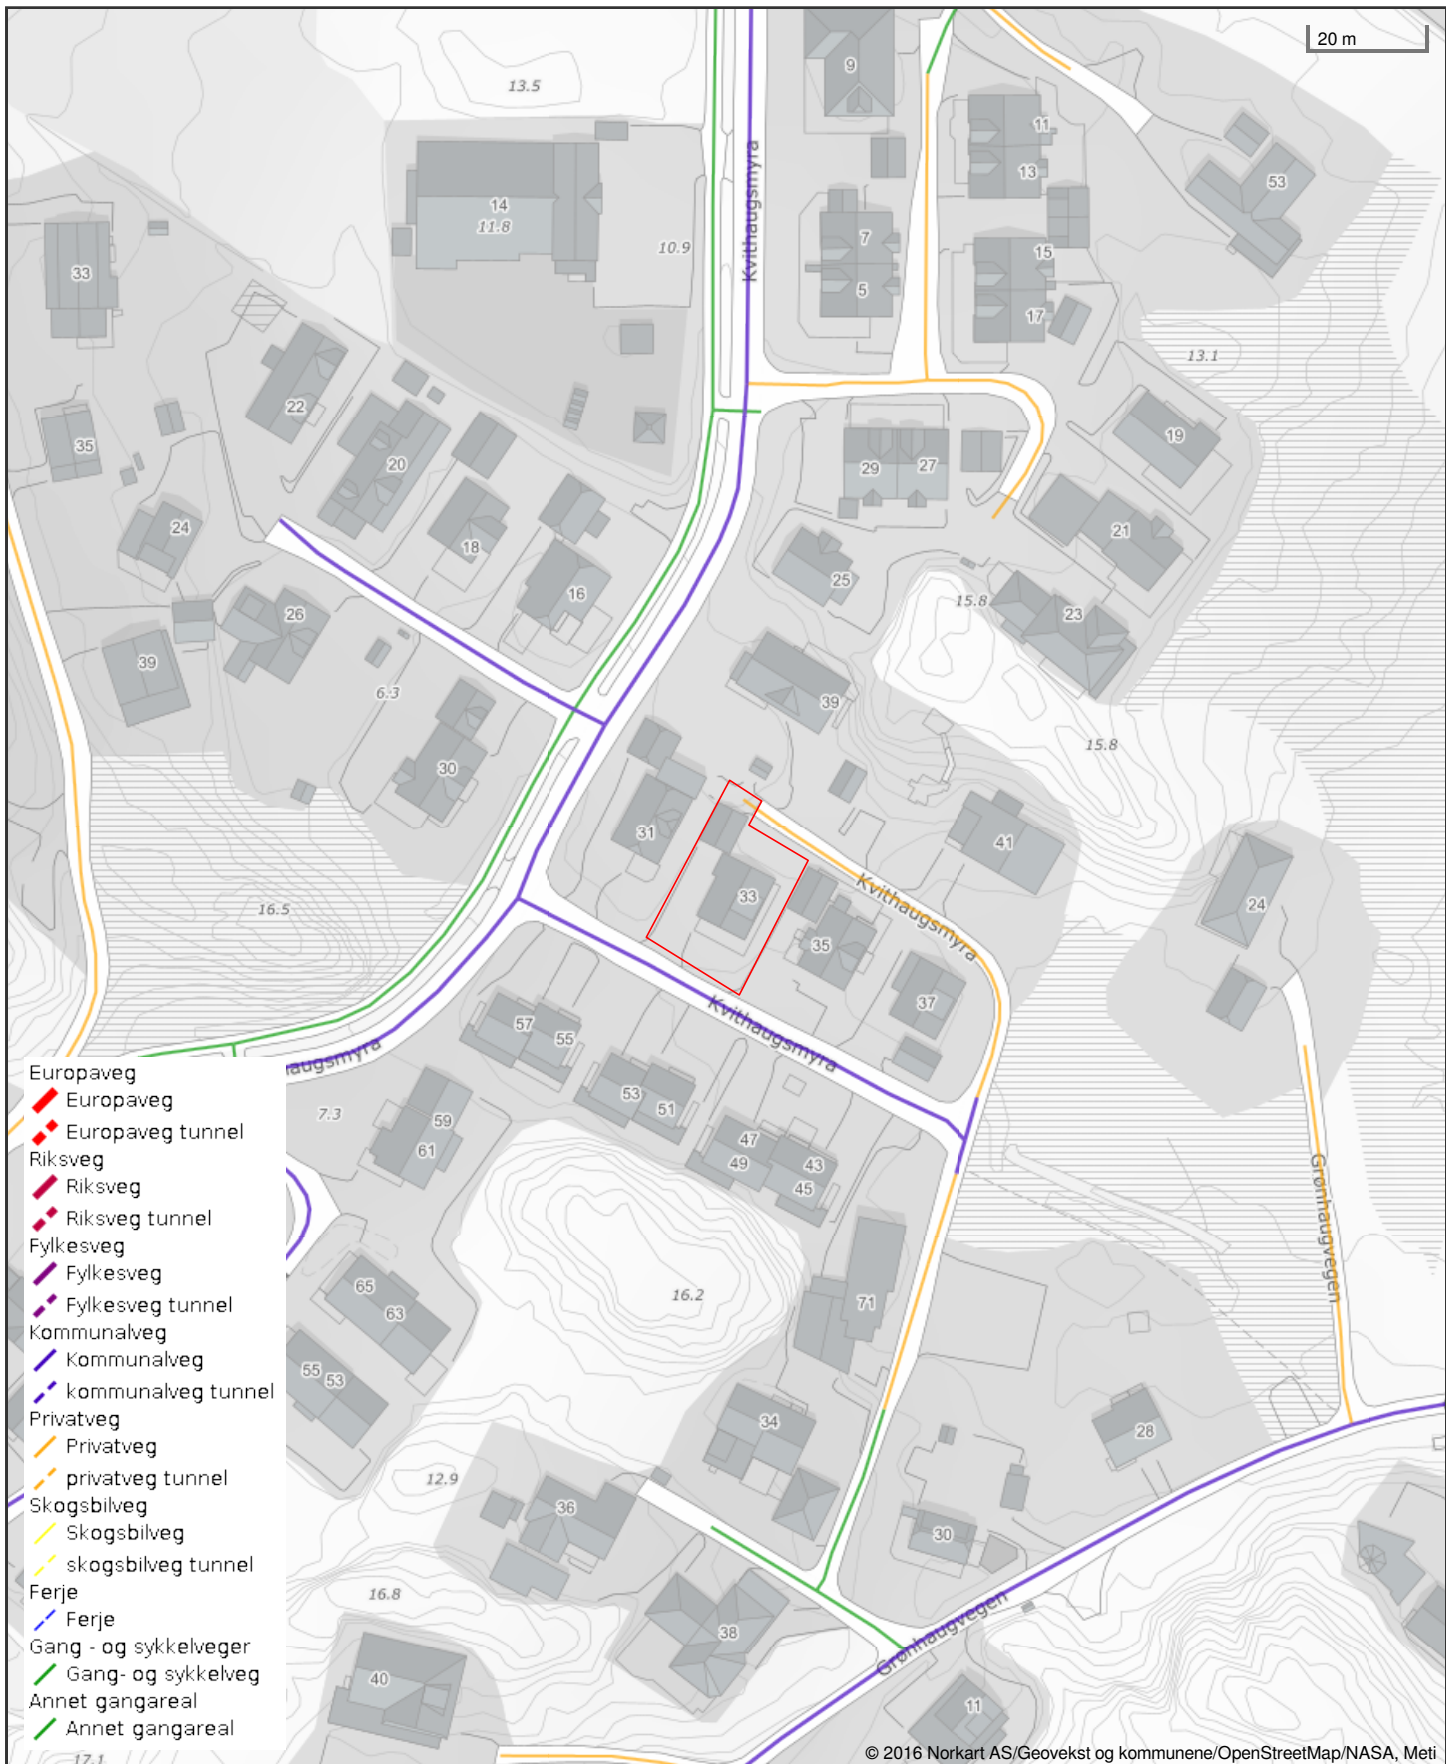 20 m
9
13.5
11
13
53
14
11.8
10.9
Kvithaugsmyra
7
5
15
17
33
13.1
22
35
20
19
29
27
24
18
21
25
16
15.8
23
26
39
6.3
39
15.8
30
31
41
33
Kvithaugsmyra
24
16.5
35
37
57
55
Kvithaugsmyra
augsmyra
53
51
7.3
59
61
47
49
43
45
Grønhaugvegen
65
63
16.2
71
55
53
34
28
12.9
36
30
16.8
38
Grønhaugvegen
40
11
17.1
Europaveg
Europaveg
Europaveg tunnel
Riksveg
Riksveg
Riksveg tunnel
Fylkesveg
Fylkesveg
Fylkesveg tunnel
Kommunalveg
Kommunalveg
kommunalveg tunnel
Privatveg
Privatveg
privatveg tunnel
Skogsbilveg
Skogsbilveg
skogsbilveg tunnel
Ferje
Ferje
Gang - og sykkelveger
Gang- og sykkelveg
Annet gangareal
Annet gangareal
© 2016 Norkart AS/Geovekst og kommunene/OpenStreetMap/NASA, Meti